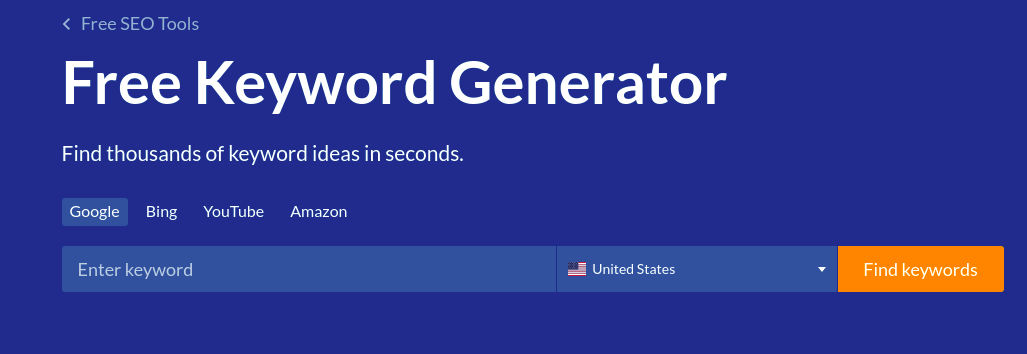 Free SEO Tools
Free Keyword Generator
Find thousands of keyword ideas in seconds.
Google Bing YouTube Amazon
Enter keyword United States Find keywords